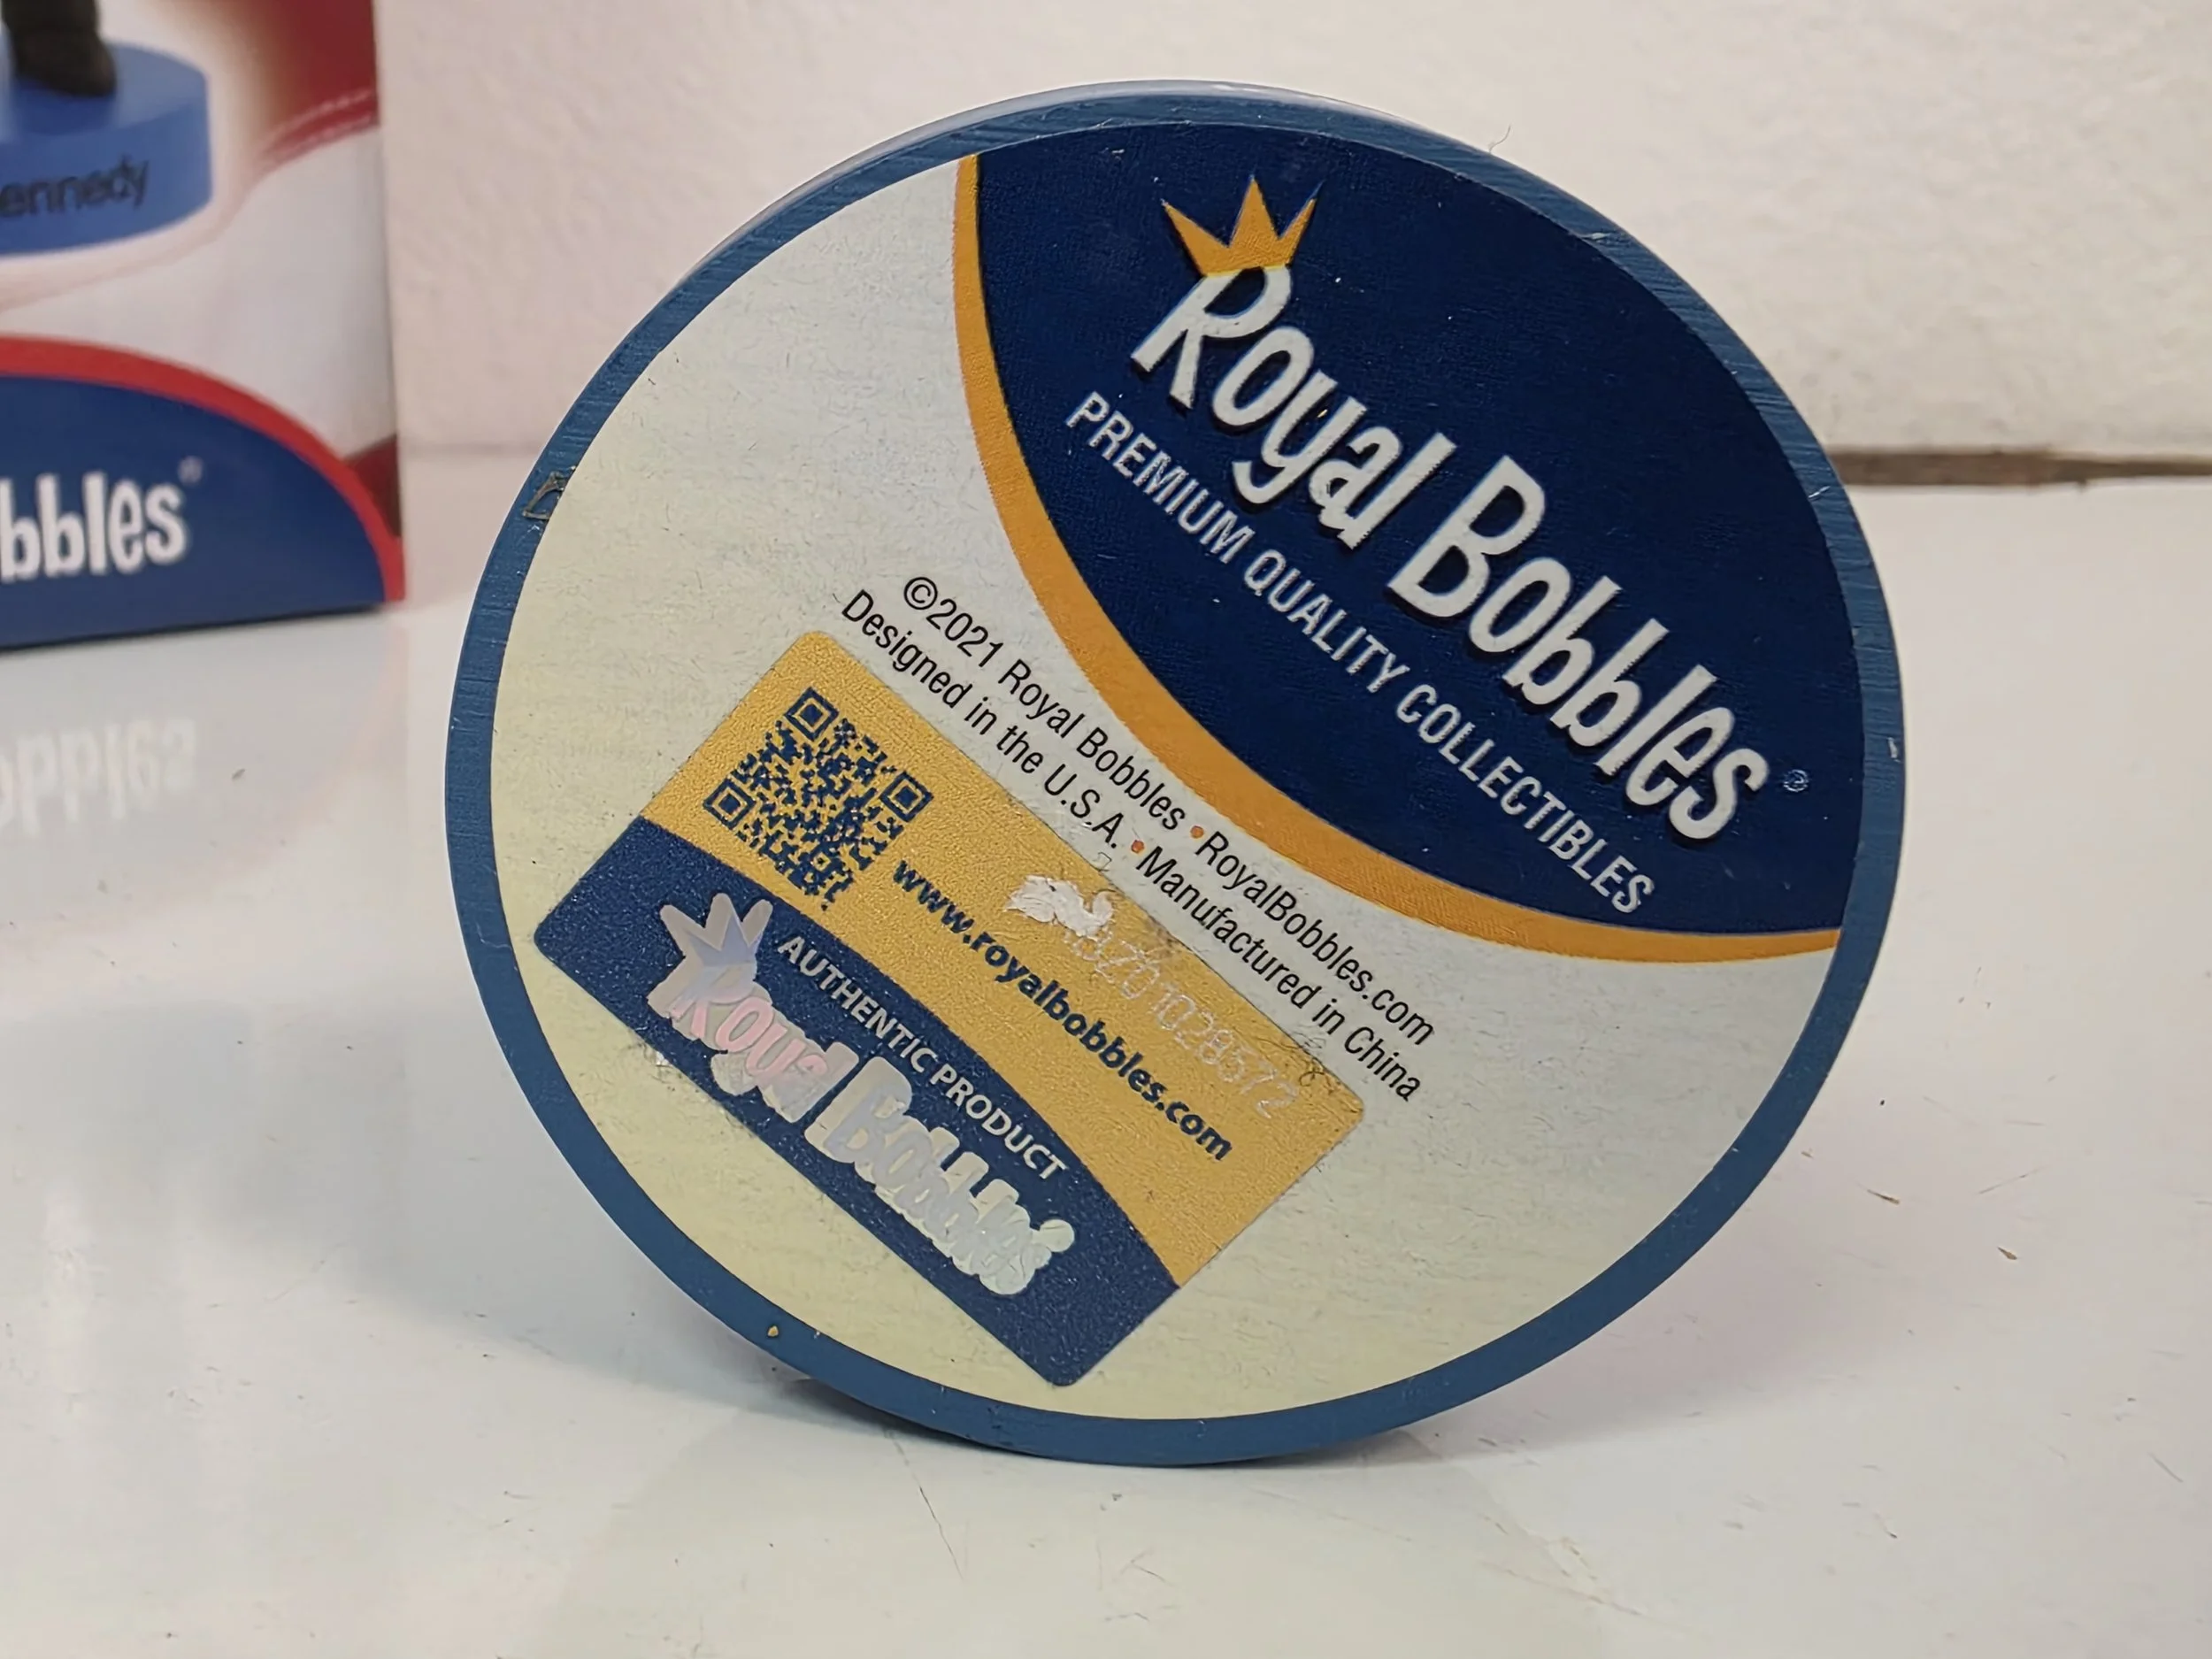 ennedy
bbles
Royal Bobbles®
PREMIUM QUALITY COLLECTIBLES
©2021 Royal Bobbles • RoyalBobbles.com
Designed in the U.S.A. • Manufactured in China
www.royalbobbles.com
AUTHENTIC PRODUCT
Royal Bobbles